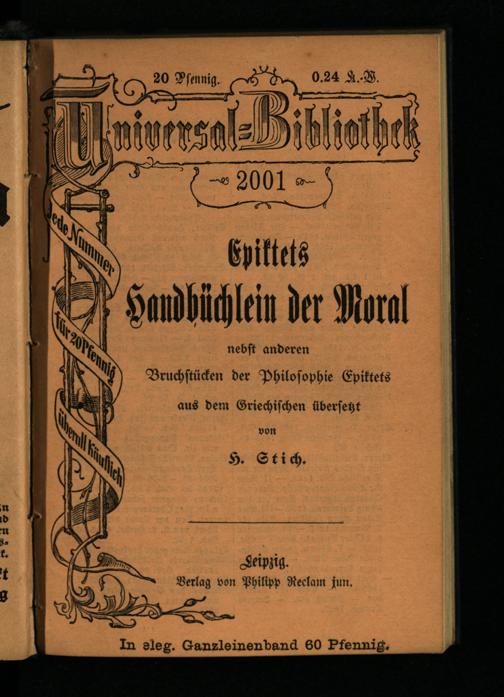 20 Pfennig. 0.24 K.-W.
Universal-Bibliothek
2001
Jede Nummer
für 20 Pfennig
überall käuflich
Epiktets
Handbüchlein der Moral
nebst anderen
Bruchstücken der Philosophie Epiktets
aus dem Griechischen übersetzt
von
H. Stich.
Leipzig.
Verlag von Philipp Reclam jun.
In eleg. Ganzleinenband 60 Pfennig.